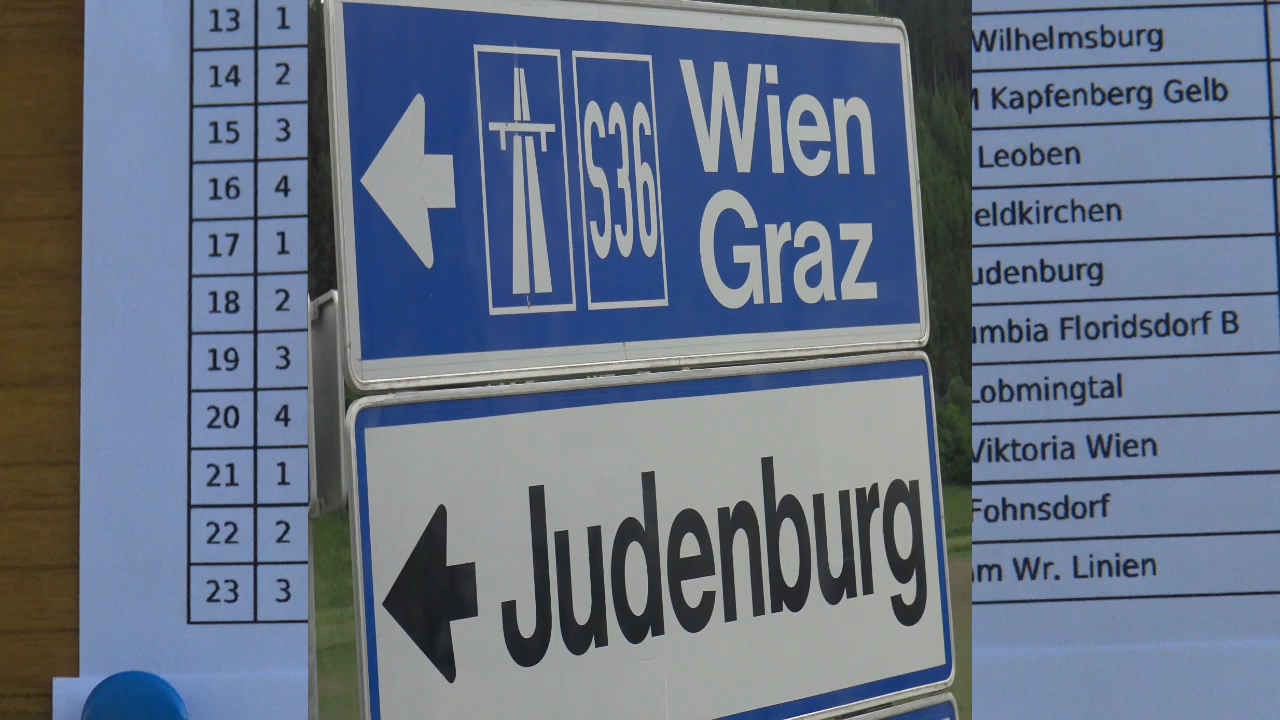 13 1
14 2
15 3
16 4
17 1
18 2
19 3
20 4
21 1
22 2
23 3
S36
Wien
Graz
Judenburg
Wilhelmsburg
Kapfenberg Gelb
Leoben
eldkirchen
udenburg
umbia Floridsdorf B
Lobmingtal
Viktoria Wien
Fohnsdorf
m Wr. Linien